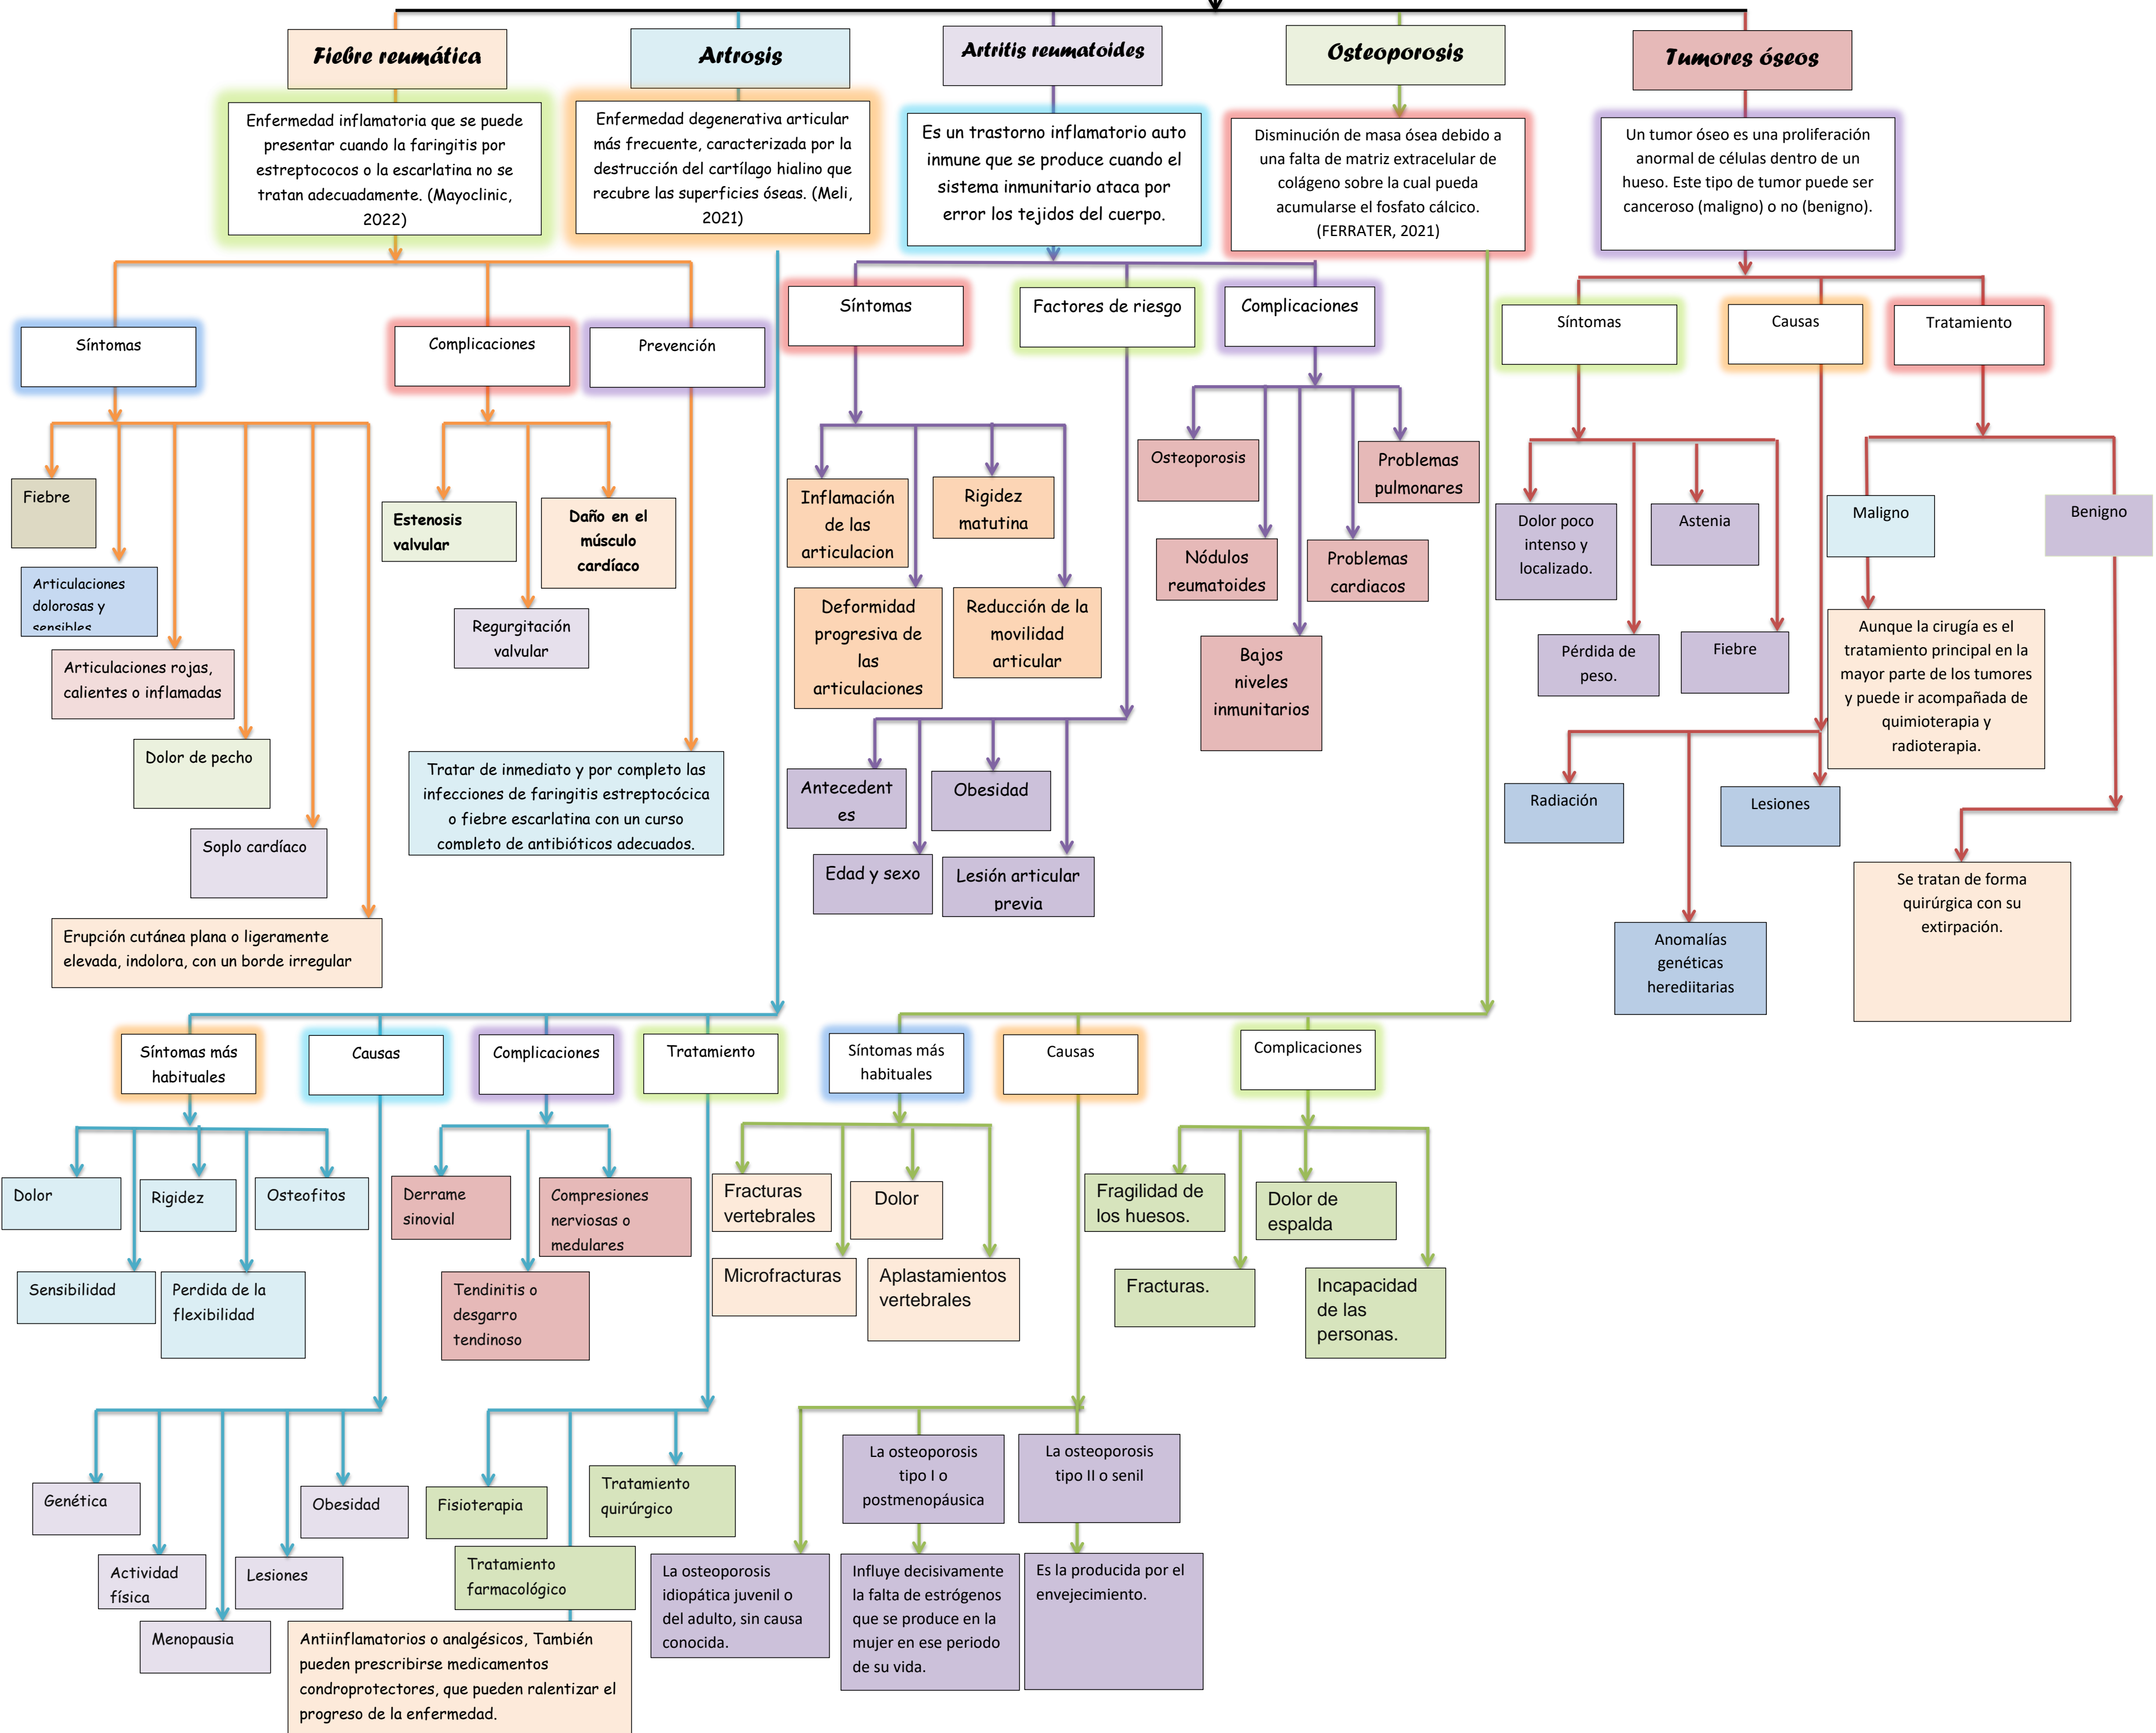 Fiebre reumática
Artrosis
Artritis reumatoides
Osteoporosis
Tumores óseos
Enfermedad inflamatoria que se puede
presentar cuando la faringitis por
estreptococos o la escarlatina no se
tratan adecuadamente. (Mayoclinic,
2022)
Enfermedad degenerativa articular
más frecuente, caracterizada por la
destrucción del cartílago hialino que
recubre las superficies óseas. (Meli,
2021)
Es un trastorno inflamatorio auto
inmune que se produce cuando el
sistema inmunitario ataca por
error los tejidos del cuerpo.
Disminución de masa ósea debido a
una falta de matriz extracelular de
colágeno sobre la cual pueda
acumularse el fosfato cálcico.
(FERRATER, 2021)
Un tumor óseo es una proliferación
anormal de células dentro de un
hueso. Este tipo de tumor puede ser
canceroso (maligno) o no (benigno).
Síntomas
Complicaciones
Prevención
Fiebre
Articulaciones
dolorosas y
sensibles
Articulaciones rojas,
calientes o inflamadas
Dolor de pecho
Soplo cardíaco
Erupción cutánea plana o ligeramente
elevada, indolora, con un borde irregular
Estenosis
valvular
Daño en el
músculo
cardíaco
Regurgitación
valvular
Tratar de inmediato y por completo las
infecciones de faringitis estreptocócica
o fiebre escarlatina con un curso
completo de antibióticos adecuados.
Síntomas
Factores de riesgo
Complicaciones
Inflamación
de las
articulacion
Rigidez
matutina
Deformidad
progresiva de
las
articulaciones
Reducción de la
movilidad
articular
Antecedent
es
Obesidad
Edad y sexo
Lesión articular
previa
Osteoporosis
Problemas
pulmonares
Nódulos
reumatoides
Problemas
cardiacos
Bajos
niveles
inmunitarios
Síntomas
Causas
Tratamiento
Dolor poco
intenso y
localizado.
Astenia
Pérdida de
peso.
Fiebre
Maligno
Benigno
Aunque la cirugía es el
tratamiento principal en la
mayor parte de los tumores
y puede ir acompañada de
quimioterapia y
radioterapia.
Radiación
Lesiones
Anomalías
genéticas
herediitarias
Se tratan de forma
quirúrgica con su
extirpación.
Síntomas más
habituales
Causas
Complicaciones
Tratamiento
Dolor
Rigidez
Osteofitos
Sensibilidad
Perdida de la
flexibilidad
Derrame
sinovial
Compresiones
nerviosas o
medulares
Tendinitis o
desgarro
tendinoso
Genética
Obesidad
Actividad
física
Lesiones
Menopausia
Fisioterapia
Tratamiento
quirúrgico
Tratamiento
farmacológico
Antiinflamatorios o analgésicos, También
pueden prescribirse medicamentos
condroprotectores, que pueden ralentizar el
progreso de la enfermedad.
Síntomas más
habituales
Causas
Complicaciones
Fracturas
vertebrales
Dolor
Microfracturas
Aplastamientos
vertebrales
Fragilidad de
los huesos.
Dolor de
espalda
Fracturas.
Incapacidad
de las
personas.
La osteoporosis
tipo I o
postmenopáusica
La osteoporosis
tipo II o senil
La osteoporosis
idiopática juvenil o
del adulto, sin causa
conocida.
Influye decisivamente
la falta de estrógenos
que se produce en la
mujer en ese periodo
de su vida.
Es la producida por el
envejecimiento.